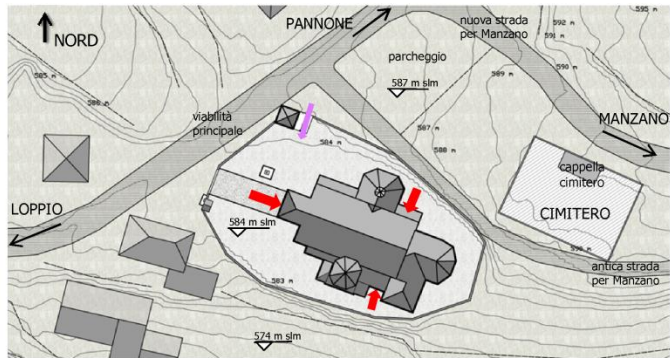 NORD
PANNONE
nuova strada
per Manzano
592 m
591 m
595 m
590 m
589 m
parcheggio
587 m slm
585 m
586 m
viabilità
principale
584 m
587 m
588 m
MANZANO
cappella
cimitero
CIMITERO
LOPPIO
584 m slm
590 m
583 m
antica strada
per Manzano
574 m slm